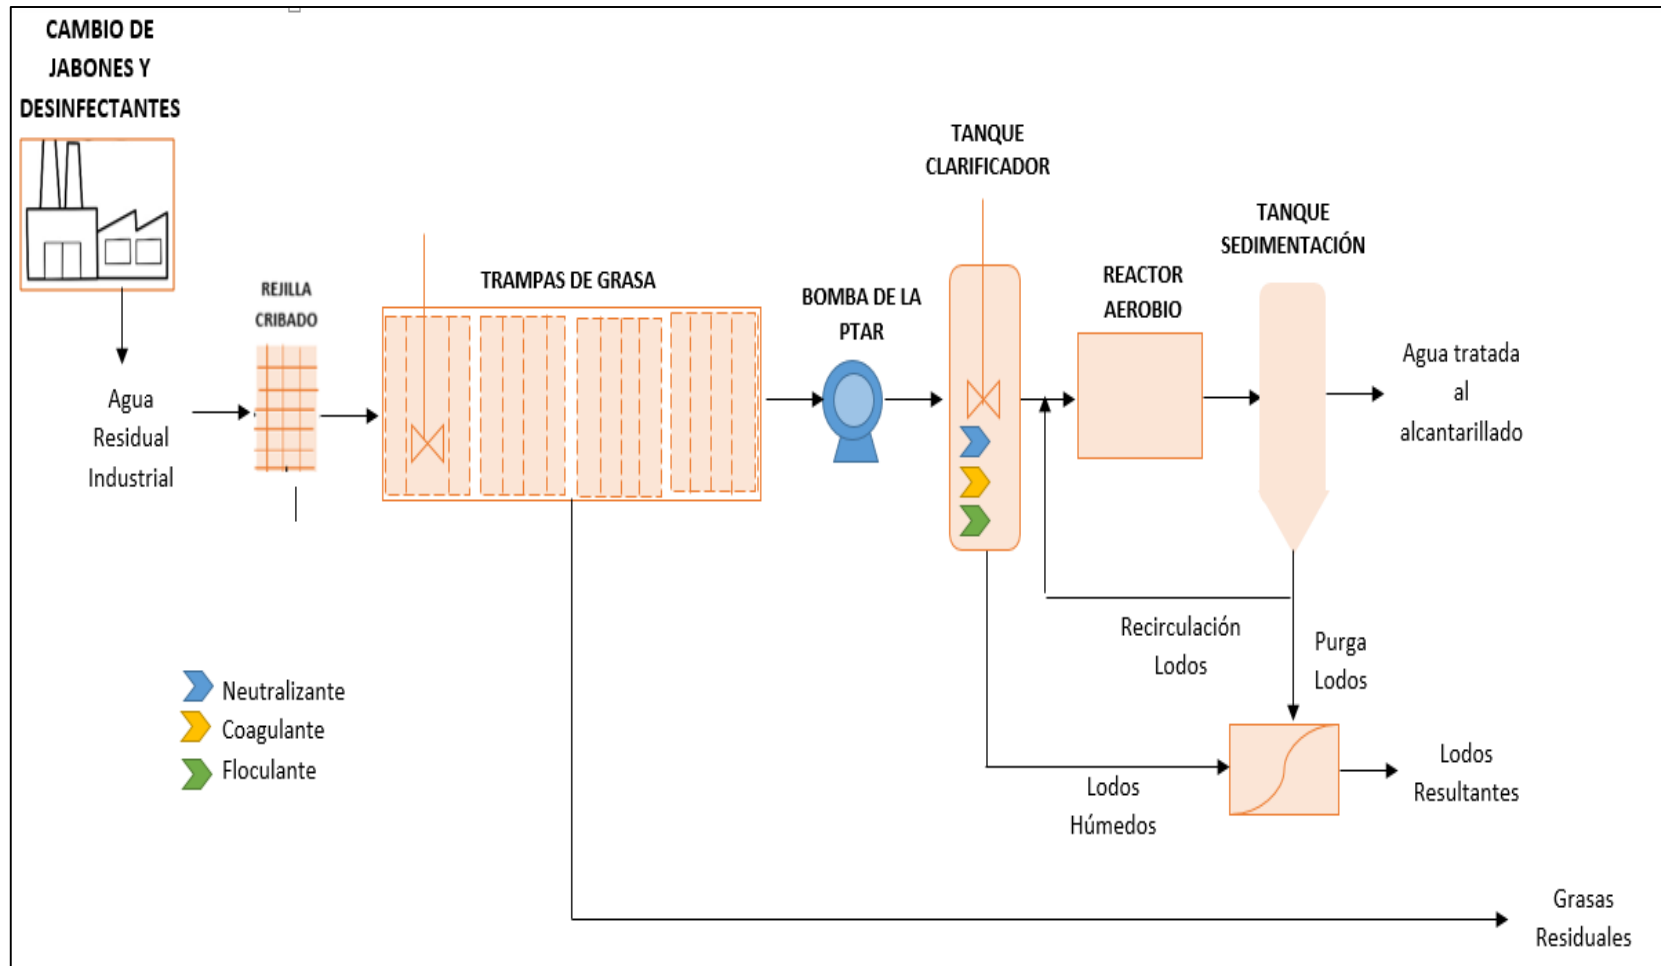 CAMBIO DE
JABONES Y
DESINFECTANTES
Agua
Residual
Industrial
REJILLA
CRIBADO
TRAMPAS DE GRASA
BOMBA DE LA
PTAR
TANQUE
CLARIFICADOR
REACTOR
AEROBIO
TANQUE
SEDIMENTACIÓN
Agua tratada
al
alcantarillado
Recirculación
Lodos
Purga
Lodos
Neutralizante
Coagulante
Floculante
Lodos
Húmedos
Lodos
Resultantes
Grasas
Residuales